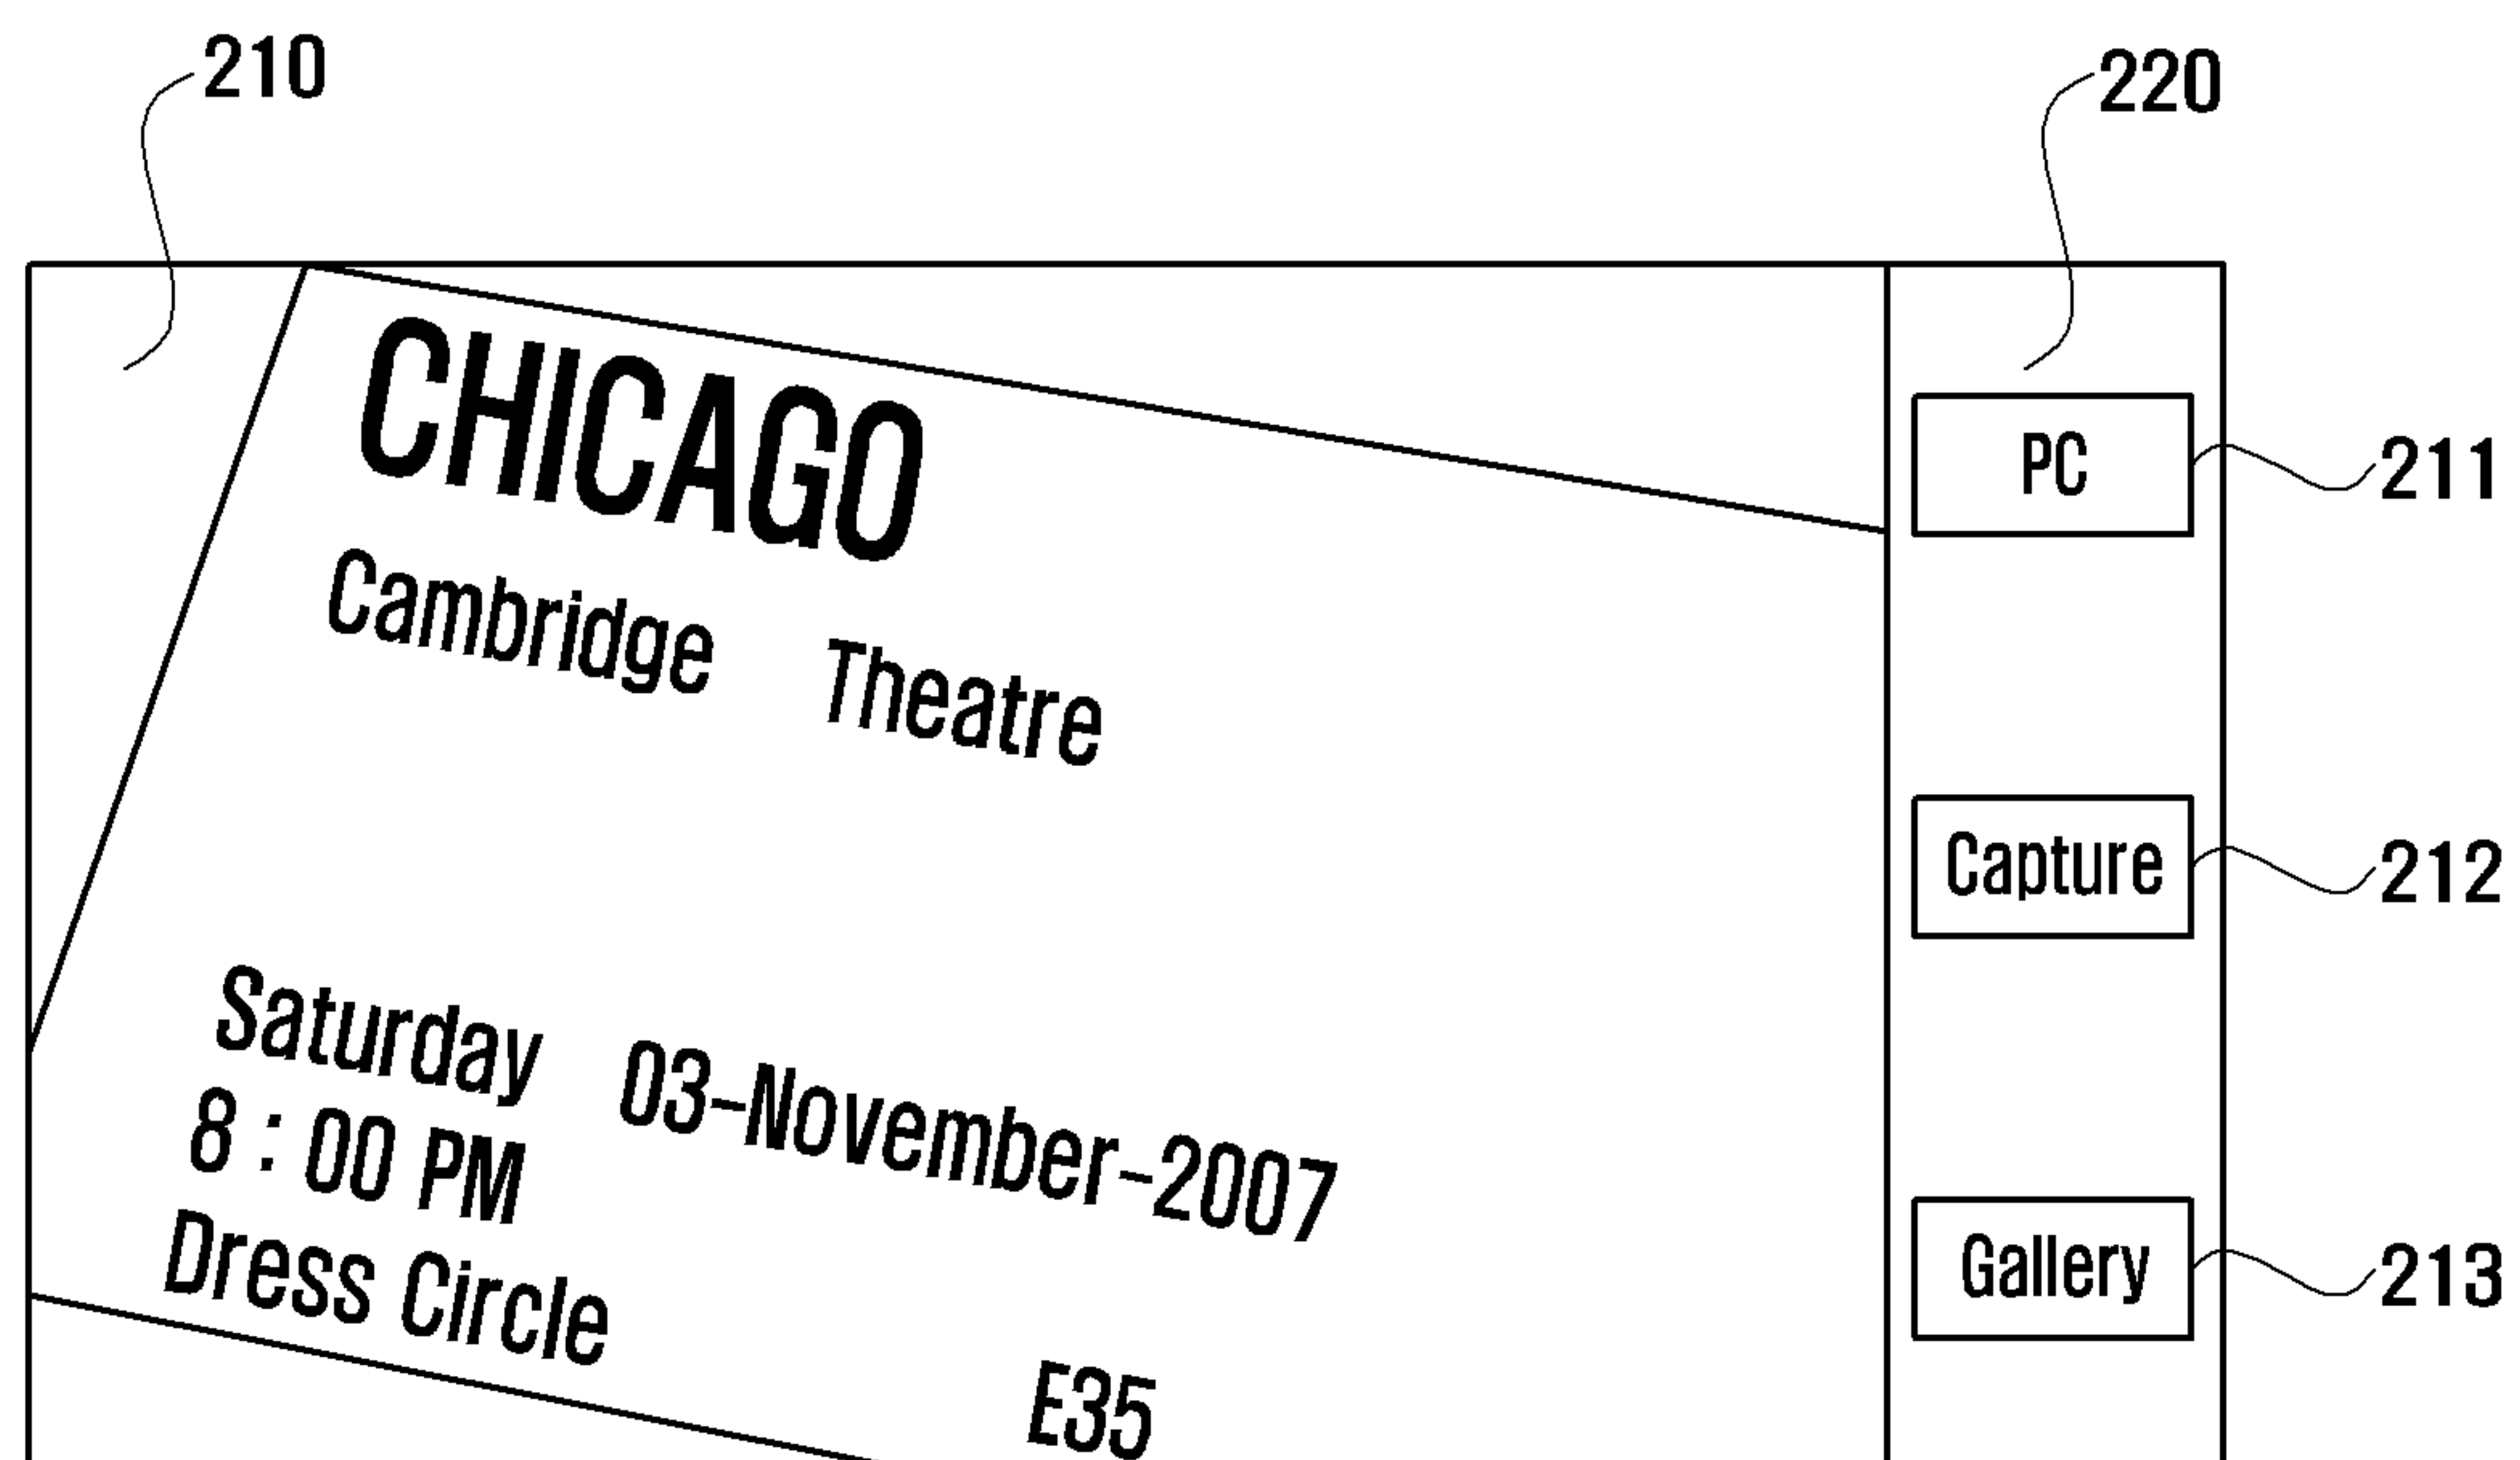 210
220
CHICAGO
Cambridge Theatre
Saturday 03-November-2007
8 : 00 PM
Dress Circle
E35
PC
211
Capture
212
Gallery
213